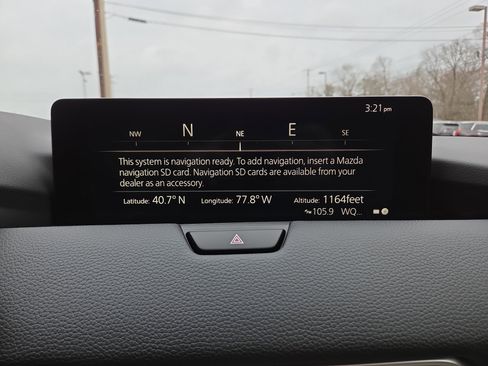 3:21pm
NW N NE E SE
This system is navigation ready. To add navigation, insert a Mazda
navigation SD card. Navigation SD cards are available from your
dealer as an accessory.
Latitude: 40.7° N Longitude: 77.8° W Altitude: 1164feet
105.9 WQ...